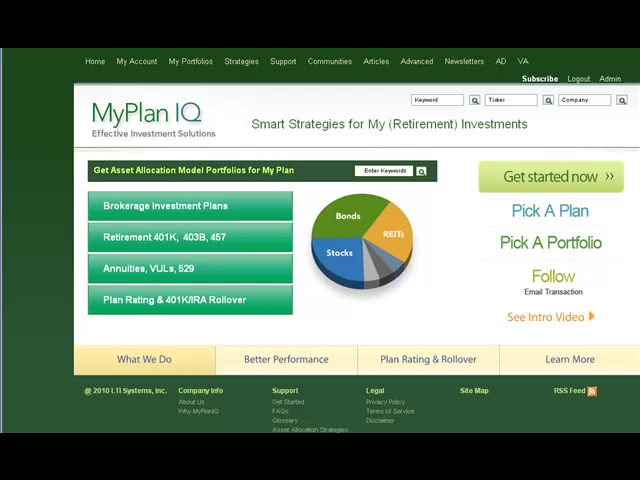 Home My Account My Portfolios Strategies Support Communities Articles Advanced Newsletters AD VA
Subscribe Logout Admin
Keyword Ticker Company
MyPlan IQ
Effective Investment Solutions
Smart Strategies for My (Retirement) Investments
Get Asset Allocation Model Portfolios for My Plan
Enter Keywords
Get started now »
Brokerage Investment Plans
Retirement 401K, 403B, 457
Annuities, VULs, 529
Plan Rating & 401K/IRA Rollover
Bonds
REITs
Stocks
Pick A Plan
Pick A Portfolio
Follow
Email Transaction
See Intro Video
What We Do
Better Performance
Plan Rating & Rollover
Learn More
@ 2010 LTI Systems, Inc.
Company Info
About Us
Why MyPlanIQ
Support
Get Started
FAQs
Glossary
Asset Allocation Strategies
Legal
Privacy Policy
Terms of Service
Disclaimer
Site Map
RSS Feed